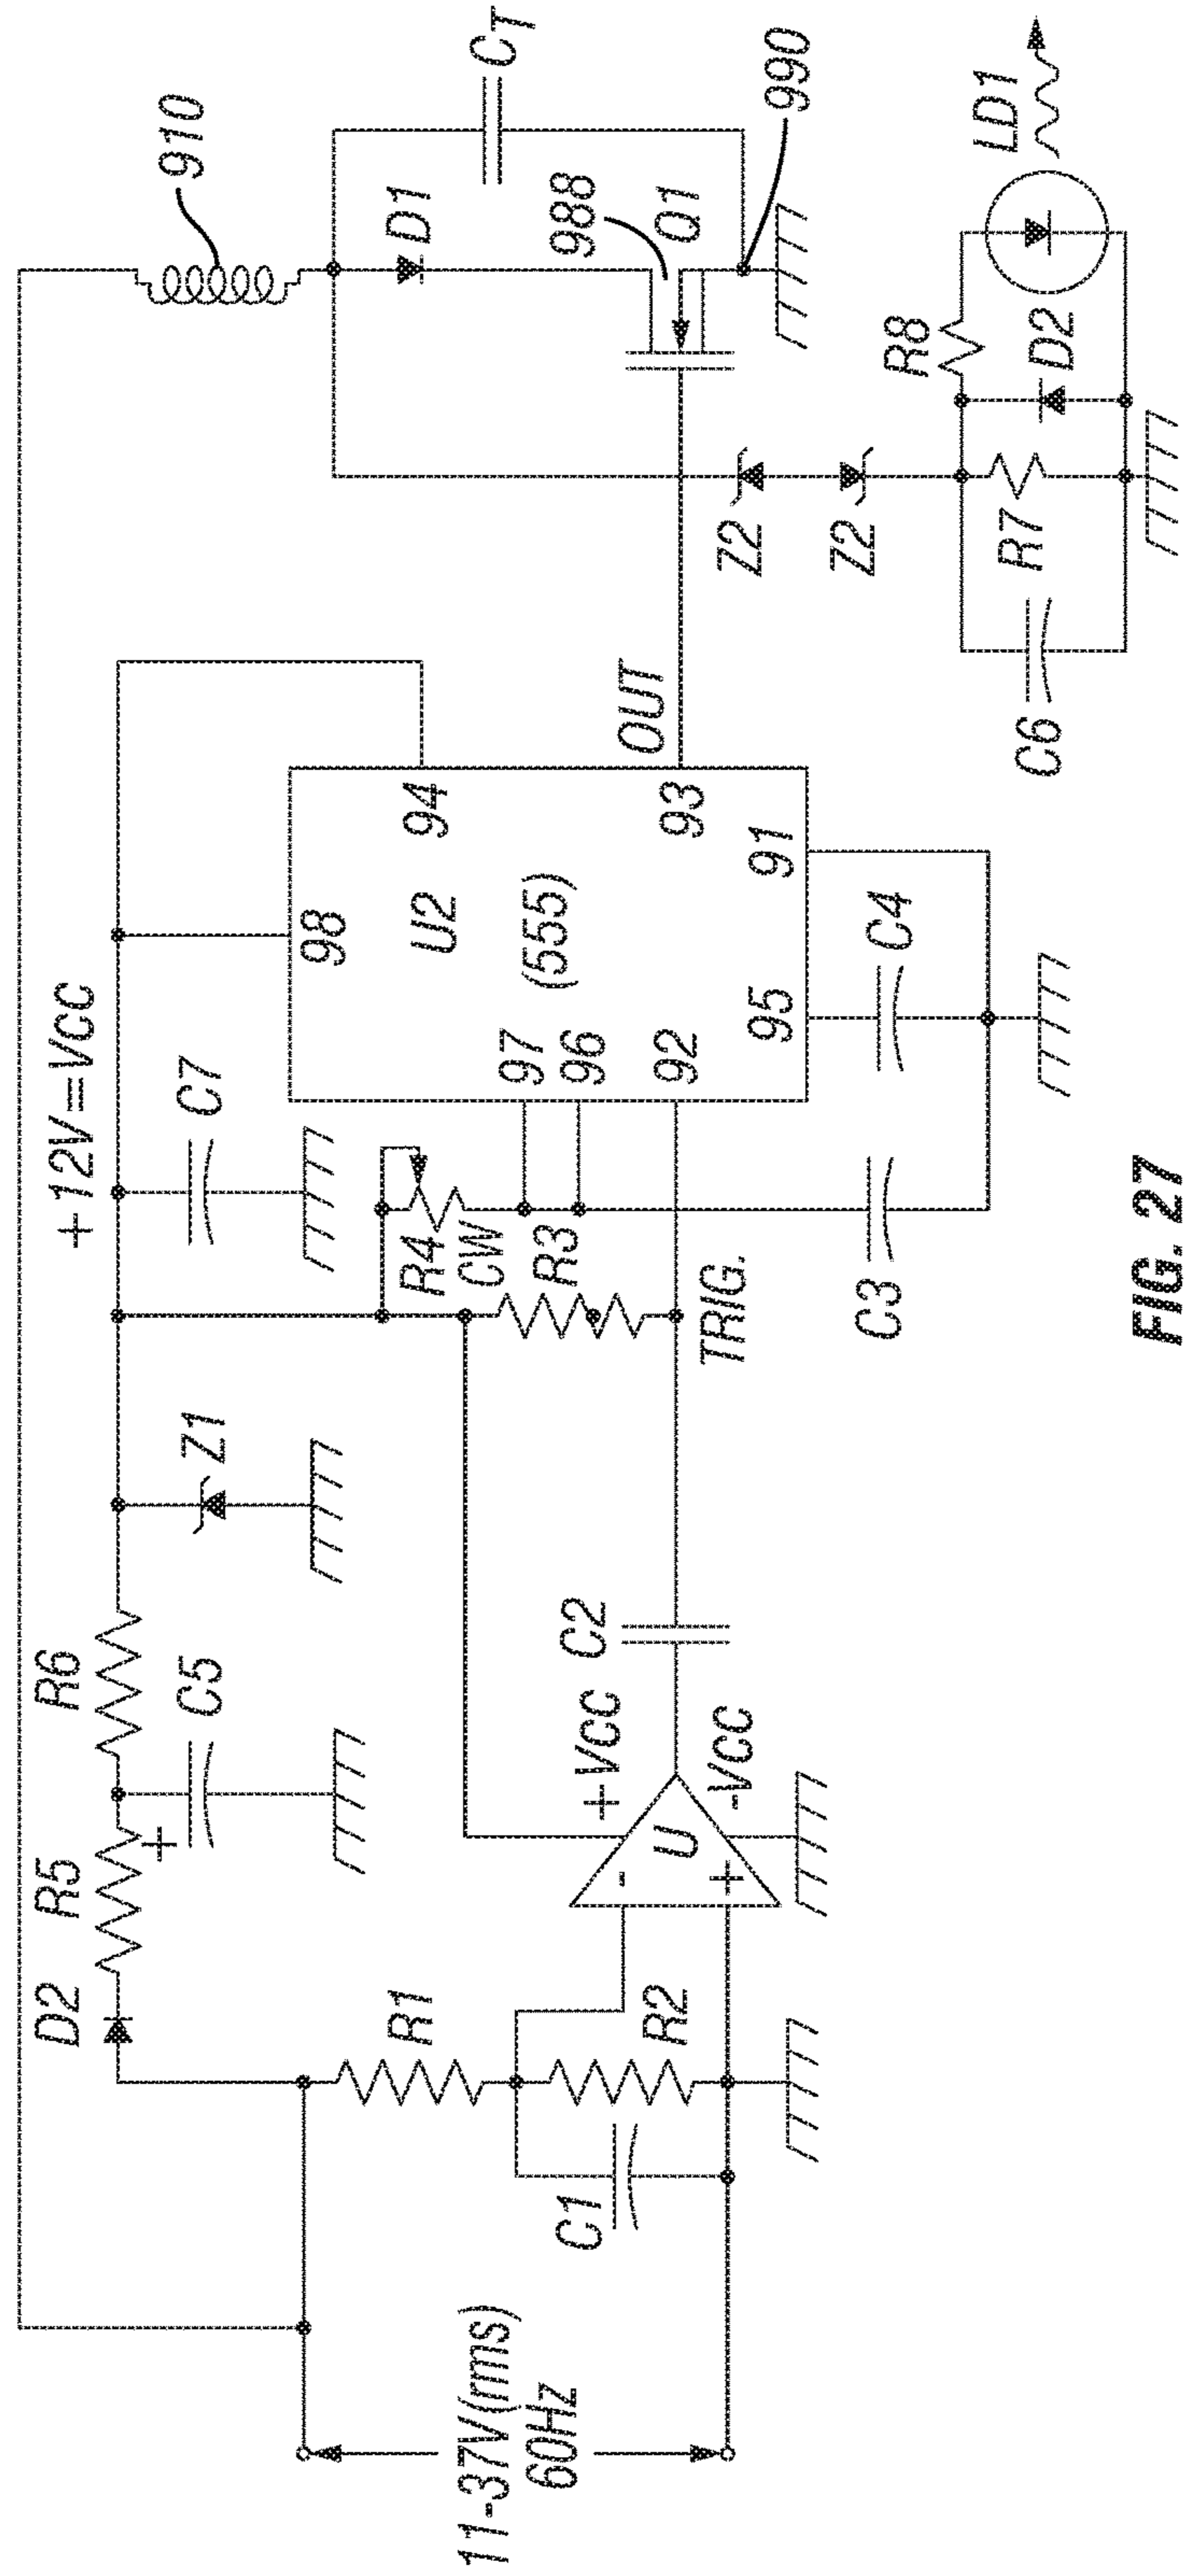 910
+12V=Vcc
D2
R5
R6
+
C5
Z1
C7
98
94
U2
(555)
97
96
92
93
95
91
OUT
D1
CT
988
Q1
990
R1
R2
C1
11-37V(rms)
60Hz
-
+
U
+Vcc
-Vcc
C2
TRIG.
R4
CW
R3
C3
C4
Z2
Z2
R7
C6
R8
D2
LD1
FIG. 27